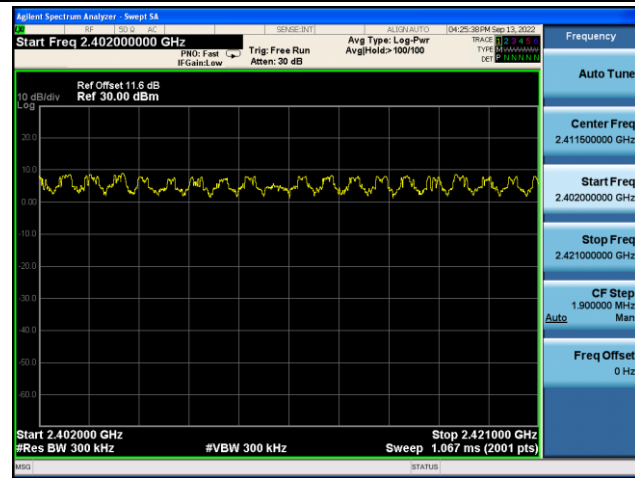 Agilent Spectrum Analyzer - Swept SA
RF 50 Ω AC SENSE:INT ALIGN AUTO 04:25:38 PM Sep 13, 2022
Start Freq 2.402000000 GHz
PNO: Fast
IFGain:Low
Trig: Free Run
Atten: 30 dB
Avg Type: Log-Pwr
Avg|Hold:> 100/100
TRACE 1 2 3 4 5 6
TYPE M
DET P N N N N N
Ref Offset 11.6 dB
10 dB/div Ref 30.00 dBm
Log
20.0
10.0
0.00
-10.0
-20.0
-30.0
-40.0
-50.0
-60.0
Start 2.402000 GHz Stop 2.421000 GHz
#Res BW 300 kHz #VBW 300 kHz Sweep 1.067 ms (2001 pts)
MSG STATUS
Frequency
Auto Tune
Center Freq
2.411500000 GHz
Start Freq
2.402000000 GHz
Stop Freq
2.421000000 GHz
CF Step
1.900000 MHz
Auto Man
Freq Offset
0 Hz